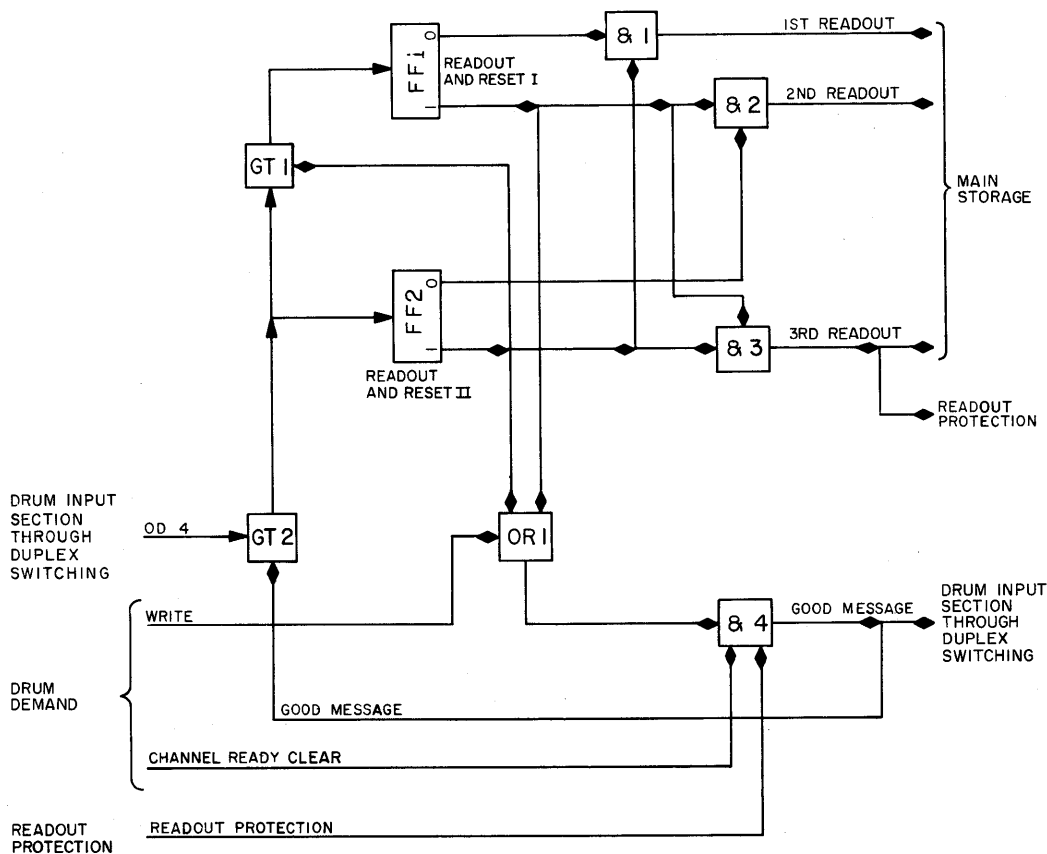 1ST READOUT
& 1
0
FF1
1
READOUT
AND RESET I
& 2
2ND READOUT
GT 1
MAIN
STORAGE
0
FF2
1
READOUT
AND RESET II
& 3
3RD READOUT
READOUT
PROTECTION
DRUM INPUT
SECTION
THROUGH
DUPLEX
SWITCHING
OD 4
GT 2
OR 1
WRITE
& 4
GOOD MESSAGE
DRUM INPUT
SECTION
THROUGH
DUPLEX
SWITCHING
DRUM
DEMAND
GOOD MESSAGE
CHANNEL READY CLEAR
READOUT
PROTECTION
READOUT PROTECTION